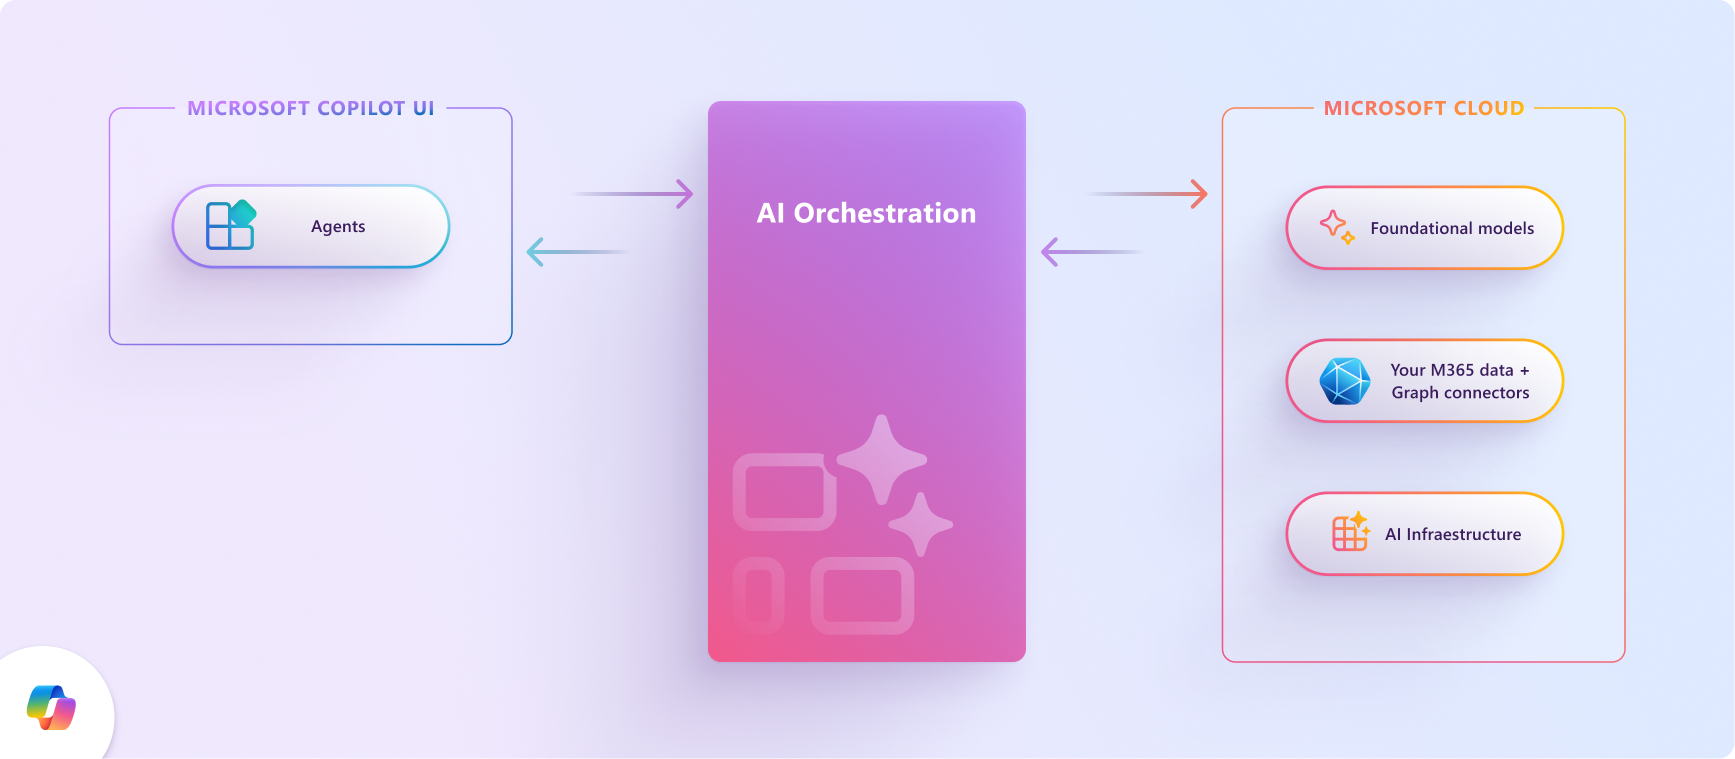 MICROSOFT COPILOT UI
Agents
AI Orchestration
MICROSOFT CLOUD
Foundational models
Your M365 data +
Graph connectors
AI Infraestructure